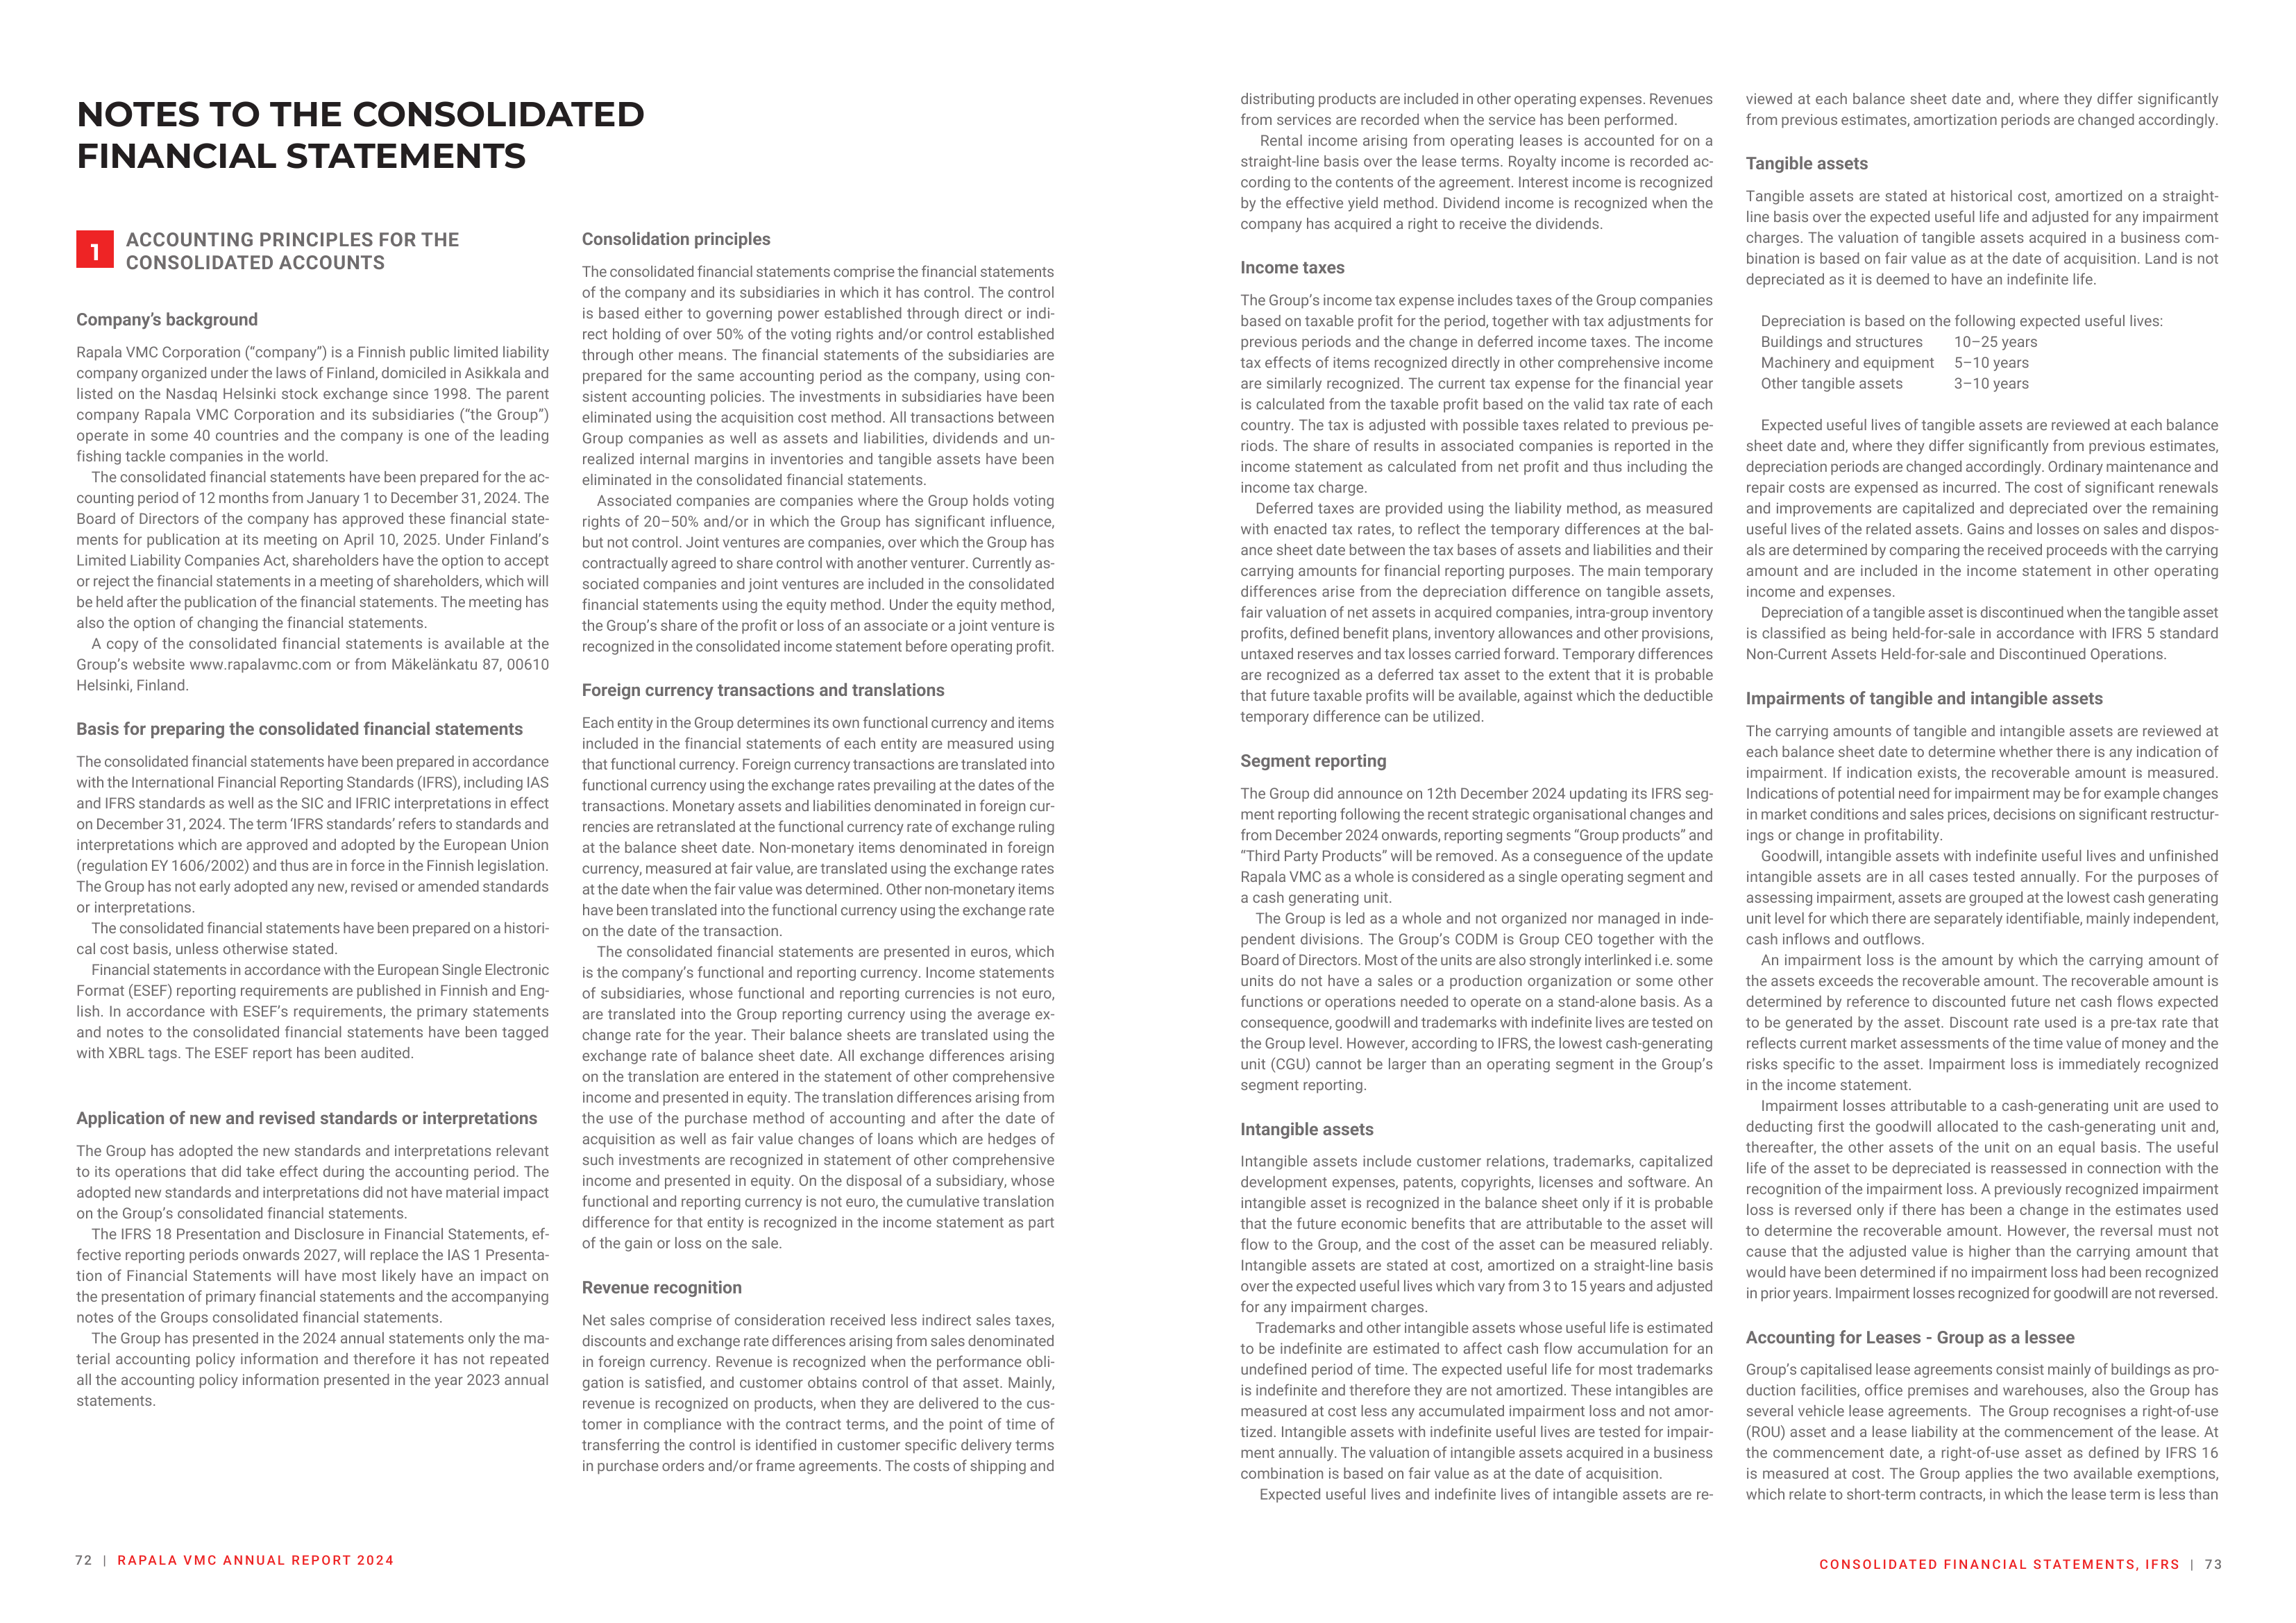 NOTES TO THE CONSOLIDATED
FINANCIAL STATEMENTS
1
ACCOUNTING PRINCIPLES FOR THE
CONSOLIDATED ACCOUNTS
Company’s background
Rapala VMC Corporation (“company”) is a Finnish public limited liability
company organized under the laws of Finland, domiciled in Asikkala and
listed on the Nasdaq Helsinki stock exchange since 1998. The parent
company Rapala VMC Corporation and its subsidiaries (“the Group”)
operate in some 40 countries and the company is one of the leading
fishing tackle companies in the world.
The consolidated financial statements have been prepared for the ac-
counting period of 12 months from January 1 to December 31, 2024. The
Board of Directors of the company has approved these financial state-
ments for publication at its meeting on April 10, 2025. Under Finland’s
Limited Liability Companies Act, shareholders have the option to accept
or reject the financial statements in a meeting of shareholders, which will
be held after the publication of the financial statements. The meeting has
also the option of changing the financial statements.
A copy of the consolidated financial statements is available at the
Group’s website www.rapalavmc.com or from Mäkelänkatu 87, 00610
Helsinki, Finland.
Basis for preparing the consolidated financial statements
The consolidated financial statements have been prepared in accordance
with the International Financial Reporting Standards (IFRS), including IAS
and IFRS standards as well as the SIC and IFRIC interpretations in effect
on December 31, 2024. The term ‘IFRS standards’ refers to standards and
interpretations which are approved and adopted by the European Union
(regulation EY 1606/2002) and thus are in force in the Finnish legislation.
The Group has not early adopted any new, revised or amended standards
or interpretations.
The consolidated financial statements have been prepared on a histori-
cal cost basis, unless otherwise stated.
Financial statements in accordance with the European Single Electronic
Format (ESEF) reporting requirements are published in Finnish and Eng-
lish. In accordance with ESEF’s requirements, the primary statements
and notes to the consolidated financial statements have been tagged
with XBRL tags. The ESEF report has been audited.
Application of new and revised standards or interpretations
The Group has adopted the new standards and interpretations relevant
to its operations that did take effect during the accounting period. The
adopted new standards and interpretations did not have material impact
on the Group’s consolidated financial statements.
The IFRS 18 Presentation and Disclosure in Financial Statements, ef-
fective reporting periods onwards 2027, will replace the IAS 1 Presenta-
tion of Financial Statements will have most likely have an impact on
the presentation of primary financial statements and the accompanying
notes of the Groups consolidated financial statements.
The Group has presented in the 2024 annual statements only the ma-
terial accounting policy information and therefore it has not repeated
all the accounting policy information presented in the year 2023 annual
statements.
Consolidation principles
The consolidated financial statements comprise the financial statements
of the company and its subsidiaries in which it has control. The control
is based either to governing power established through direct or indi-
rect holding of over 50% of the voting rights and/or control established
through other means. The financial statements of the subsidiaries are
prepared for the same accounting period as the company, using con-
sistent accounting policies. The investments in subsidiaries have been
eliminated using the acquisition cost method. All transactions between
Group companies as well as assets and liabilities, dividends and un-
realized internal margins in inventories and tangible assets have been
eliminated in the consolidated financial statements.
Associated companies are companies where the Group holds voting
rights of 20–50% and/or in which the Group has significant influence,
but not control. Joint ventures are companies, over which the Group has
contractually agreed to share control with another venturer. Currently as-
sociated companies and joint ventures are included in the consolidated
financial statements using the equity method. Under the equity method,
the Group’s share of the profit or loss of an associate or a joint venture is
recognized in the consolidated income statement before operating profit.
Foreign currency transactions and translations
Each entity in the Group determines its own functional currency and items
included in the financial statements of each entity are measured using
that functional currency. Foreign currency transactions are translated into
functional currency using the exchange rates prevailing at the dates of the
transactions. Monetary assets and liabilities denominated in foreign cur-
rencies are retranslated at the functional currency rate of exchange ruling
at the balance sheet date. Non-monetary items denominated in foreign
currency, measured at fair value, are translated using the exchange rates
at the date when the fair value was determined. Other non-monetary items
have been translated into the functional currency using the exchange rate
on the date of the transaction.
The consolidated financial statements are presented in euros, which
is the company’s functional and reporting currency. Income statements
of subsidiaries, whose functional and reporting currencies is not euro,
are translated into the Group reporting currency using the average ex-
change rate for the year. Their balance sheets are translated using the
exchange rate of balance sheet date. All exchange differences arising
on the translation are entered in the statement of other comprehensive
income and presented in equity. The translation differences arising from
the use of the purchase method of accounting and after the date of
acquisition as well as fair value changes of loans which are hedges of
such investments are recognized in statement of other comprehensive
income and presented in equity. On the disposal of a subsidiary, whose
functional and reporting currency is not euro, the cumulative translation
difference for that entity is recognized in the income statement as part
of the gain or loss on the sale.
Revenue recognition
Net sales comprise of consideration received less indirect sales taxes,
discounts and exchange rate differences arising from sales denominated
in foreign currency. Revenue is recognized when the performance obli-
gation is satisfied, and customer obtains control of that asset. Mainly,
revenue is recognized on products, when they are delivered to the cus-
tomer in compliance with the contract terms, and the point of time of
transferring the control is identified in customer specific delivery terms
in purchase orders and/or frame agreements. The costs of shipping and
distributing products are included in other operating expenses. Revenues
from services are recorded when the service has been performed.
Rental income arising from operating leases is accounted for on a
straight-line basis over the lease terms. Royalty income is recorded ac-
cording to the contents of the agreement. Interest income is recognized
by the effective yield method. Dividend income is recognized when the
company has acquired a right to receive the dividends.
Income taxes
The Group’s income tax expense includes taxes of the Group companies
based on taxable profit for the period, together with tax adjustments for
previous periods and the change in deferred income taxes. The income
tax effects of items recognized directly in other comprehensive income
are similarly recognized. The current tax expense for the financial year
is calculated from the taxable profit based on the valid tax rate of each
country. The tax is adjusted with possible taxes related to previous pe-
riods. The share of results in associated companies is reported in the
income statement as calculated from net profit and thus including the
income tax charge.
Deferred taxes are provided using the liability method, as measured
with enacted tax rates, to reflect the temporary differences at the bal-
ance sheet date between the tax bases of assets and liabilities and their
carrying amounts for financial reporting purposes. The main temporary
differences arise from the depreciation difference on tangible assets,
fair valuation of net assets in acquired companies, intra-group inventory
profits, defined benefit plans, inventory allowances and other provisions,
untaxed reserves and tax losses carried forward. Temporary differences
are recognized as a deferred tax asset to the extent that it is probable
that future taxable profits will be available, against which the deductible
temporary difference can be utilized.
Segment reporting
The Group did announce on 12th December 2024 updating its IFRS seg-
ment reporting following the recent strategic organisational changes and
from December 2024 onwards, reporting segments “Group products” and
“Third Party Products” will be removed. As a conseguence of the update
Rapala VMC as a whole is considered as a single operating segment and
a cash generating unit.
The Group is led as a whole and not organized nor managed in inde-
pendent divisions. The Group’s CODM is Group CEO together with the
Board of Directors. Most of the units are also strongly interlinked i.e. some
units do not have a sales or a production organization or some other
functions or operations needed to operate on a stand-alone basis. As a
consequence, goodwill and trademarks with indefinite lives are tested on
the Group level. However, according to IFRS, the lowest cash-generating
unit (CGU) cannot be larger than an operating segment in the Group’s
segment reporting.
Intangible assets
Intangible assets include customer relations, trademarks, capitalized
development expenses, patents, copyrights, licenses and software. An
intangible asset is recognized in the balance sheet only if it is probable
that the future economic benefits that are attributable to the asset will
flow to the Group, and the cost of the asset can be measured reliably.
Intangible assets are stated at cost, amortized on a straight-line basis
over the expected useful lives which vary from 3 to 15 years and adjusted
for any impairment charges.
Trademarks and other intangible assets whose useful life is estimated
to be indefinite are estimated to affect cash flow accumulation for an
undefined period of time. The expected useful life for most trademarks
is indefinite and therefore they are not amortized. These intangibles are
measured at cost less any accumulated impairment loss and not amor-
tized. Intangible assets with indefinite useful lives are tested for impair-
ment annually. The valuation of intangible assets acquired in a business
combination is based on fair value as at the date of acquisition.
Expected useful lives and indefinite lives of intangible assets are re-
viewed at each balance sheet date and, where they differ significantly
from previous estimates, amortization periods are changed accordingly.
Tangible assets
Tangible assets are stated at historical cost, amortized on a straight-
line basis over the expected useful life and adjusted for any impairment
charges. The valuation of tangible assets acquired in a business com-
bination is based on fair value as at the date of acquisition. Land is not
depreciated as it is deemed to have an indefinite life.
Depreciation is based on the following expected useful lives:
Buildings and structures 10–25 years
Machinery and equipment 5–10 years
Other tangible assets 3–10 years
Expected useful lives of tangible assets are reviewed at each balance
sheet date and, where they differ significantly from previous estimates,
depreciation periods are changed accordingly. Ordinary maintenance and
repair costs are expensed as incurred. The cost of significant renewals
and improvements are capitalized and depreciated over the remaining
useful lives of the related assets. Gains and losses on sales and dispos-
als are determined by comparing the received proceeds with the carrying
amount and are included in the income statement in other operating
income and expenses.
Depreciation of a tangible asset is discontinued when the tangible asset
is classified as being held-for-sale in accordance with IFRS 5 standard
Non-Current Assets Held-for-sale and Discontinued Operations.
Impairments of tangible and intangible assets
The carrying amounts of tangible and intangible assets are reviewed at
each balance sheet date to determine whether there is any indication of
impairment. If indication exists, the recoverable amount is measured.
Indications of potential need for impairment may be for example changes
in market conditions and sales prices, decisions on significant restructur-
ings or change in profitability.
Goodwill, intangible assets with indefinite useful lives and unfinished
intangible assets are in all cases tested annually. For the purposes of
assessing impairment, assets are grouped at the lowest cash generating
unit level for which there are separately identifiable, mainly independent,
cash inflows and outflows.
An impairment loss is the amount by which the carrying amount of
the assets exceeds the recoverable amount. The recoverable amount is
determined by reference to discounted future net cash flows expected
to be generated by the asset. Discount rate used is a pre-tax rate that
reflects current market assessments of the time value of money and the
risks specific to the asset. Impairment loss is immediately recognized
in the income statement.
Impairment losses attributable to a cash-generating unit are used to
deducting first the goodwill allocated to the cash-generating unit and,
thereafter, the other assets of the unit on an equal basis. The useful
life of the asset to be depreciated is reassessed in connection with the
recognition of the impairment loss. A previously recognized impairment
loss is reversed only if there has been a change in the estimates used
to determine the recoverable amount. However, the reversal must not
cause that the adjusted value is higher than the carrying amount that
would have been determined if no impairment loss had been recognized
in prior years. Impairment losses recognized for goodwill are not reversed.
Accounting for Leases - Group as a lessee
Group’s capitalised lease agreements consist mainly of buildings as pro-
duction facilities, office premises and warehouses, also the Group has
several vehicle lease agreements. The Group recognises a right-of-use
(ROU) asset and a lease liability at the commencement of the lease. At
the commencement date, a right-of-use asset as defined by IFRS 16
is measured at cost. The Group applies the two available exemptions,
which relate to short-term contracts, in which the lease term is less than
72 | RAPALA VMC ANNUAL REPORT 2024
CONSOLIDATED FINANCIAL STATEMENTS, IFRS | 73